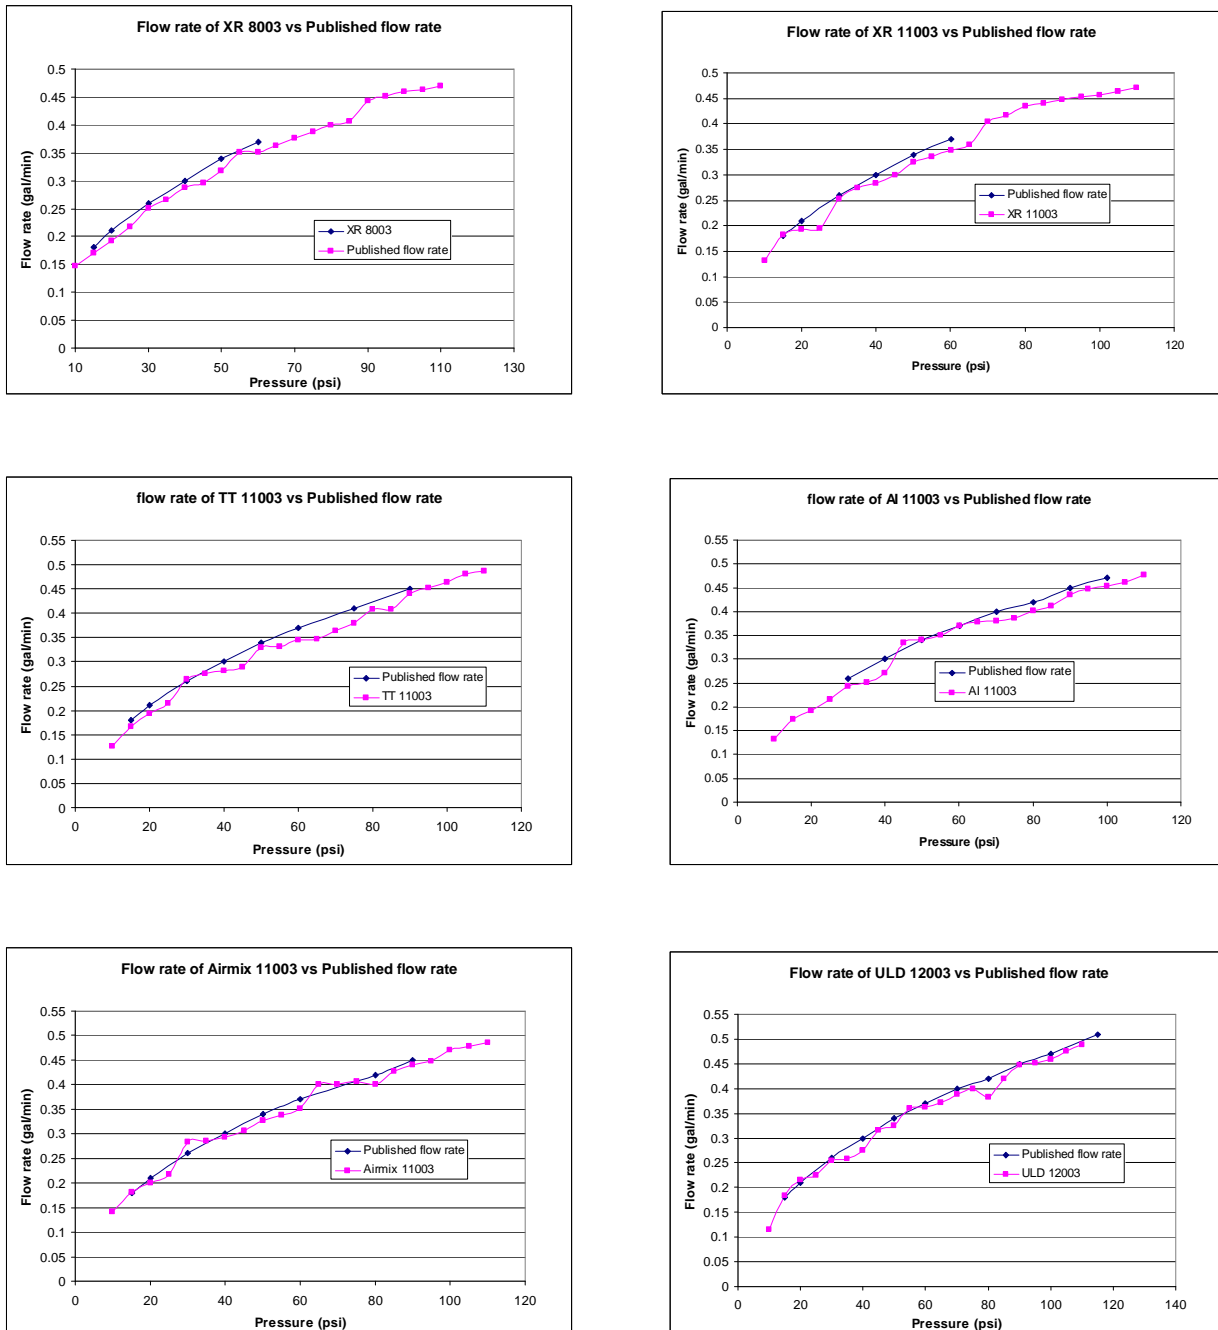 Flow rate of XR 8003 vs Published flow rate
Flow rate (gal/min)
0.5
0.45
0.4
0.35
0.3
0.25
0.2
0.15
0.1
0.05
0
XR 8003
Published flow rate
10 30 50 70 90 110 130
Pressure (psi)
Flow rate of XR 11003 vs Published flow rate
Flow rate (gal/min)
0.5
0.45
0.4
0.35
0.3
0.25
0.2
0.15
0.1
0.05
0
Published flow rate
XR 11003
0 20 40 60 80 100 120
Pressure (psi)
flow rate of TT 11003 vs Published flow rate
Flow rate (gal/min)
0.55
0.5
0.45
0.4
0.35
0.3
0.25
0.2
0.15
0.1
0.05
0
Published flow rate
TT 11003
0 20 40 60 80 100 120
Pressure (psi)
flow rate of AI 11003 vs Published flow rate
Flow rate (gal/min)
0.55
0.5
0.45
0.4
0.35
0.3
0.25
0.2
0.15
0.1
0.05
0
Published flow rate
AI 11003
0 20 40 60 80 100 120
Pressure (psi)
Flow rate of Airmix 11003 vs Published flow rate
Flow rate (gal/min)
0.55
0.5
0.45
0.4
0.35
0.3
0.25
0.2
0.15
0.1
0.05
0
Published flow rate
Airmix 11003
0 20 40 60 80 100 120
Pressure (psi)
Flow rate of ULD 12003 vs Published flow rate
Flow rate (gal/min)
0.55
0.5
0.45
0.4
0.35
0.3
0.25
0.2
0.15
0.1
0.05
0
Published flow rate
ULD 12003
0 20 40 60 80 100 120 140
Pressure (psi)